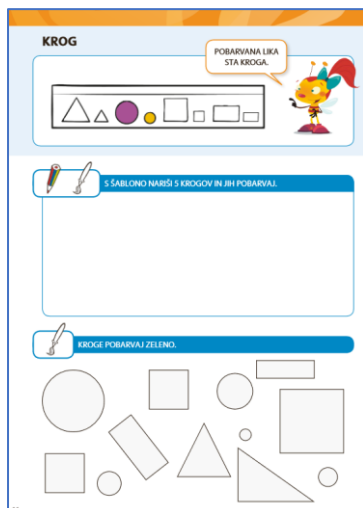 KROG
POBARVANA LIKA
STA KROGA.
S ŠABLONO NARIŠI 5 KROGOV IN JIH POBARVAJ.
KROGE POBARVAJ ZELENO.